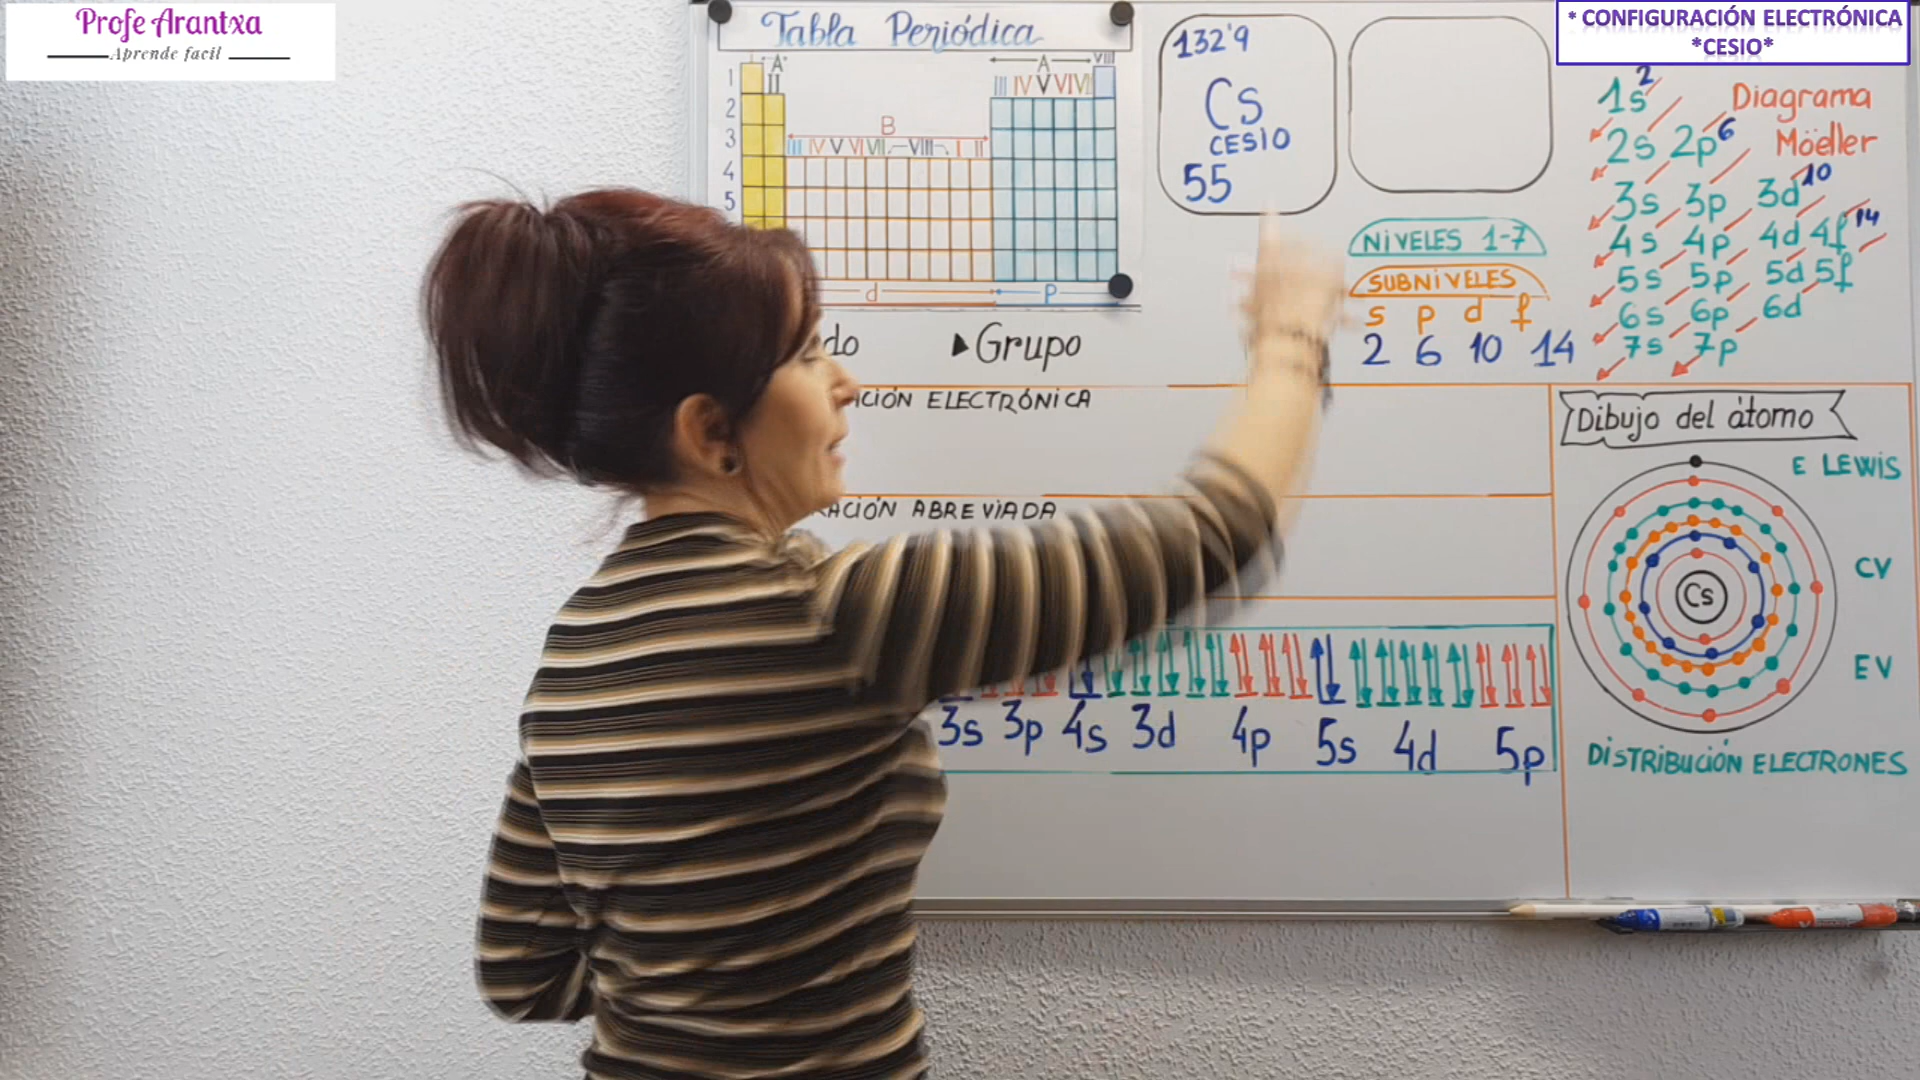 Profe Arantxa
Aprende facil
* CONFIGURACIÓN ELECTRÓNICA
*CESIO*
Tabla Periódica
I A II
A
III IV V VI VII VIII
B
III IV V VI VII VIII I II
1
2
3
4
5
d p
132'9
Cs
CESIO
55
NIVELES 1-7
SUBNIVELES
s p d f
2 6 10 14
Diagrama
Möeller
1s2
2s 2p6
3s 3p 3d10
4s 4p 4d 4f14
5s 5p 5d 5f
6s 6p 6d
7s 7p
do ▶Grupo
ACIÓN ELECTRÓNICA
RACIÓN ABREVIADA
3s 3p 4s 3d 4p 5s 4d 5p
Dibujo del átomo
E LEWIS
Cs
CV
EV
DISTRIBUCIÓN ELECTRONES